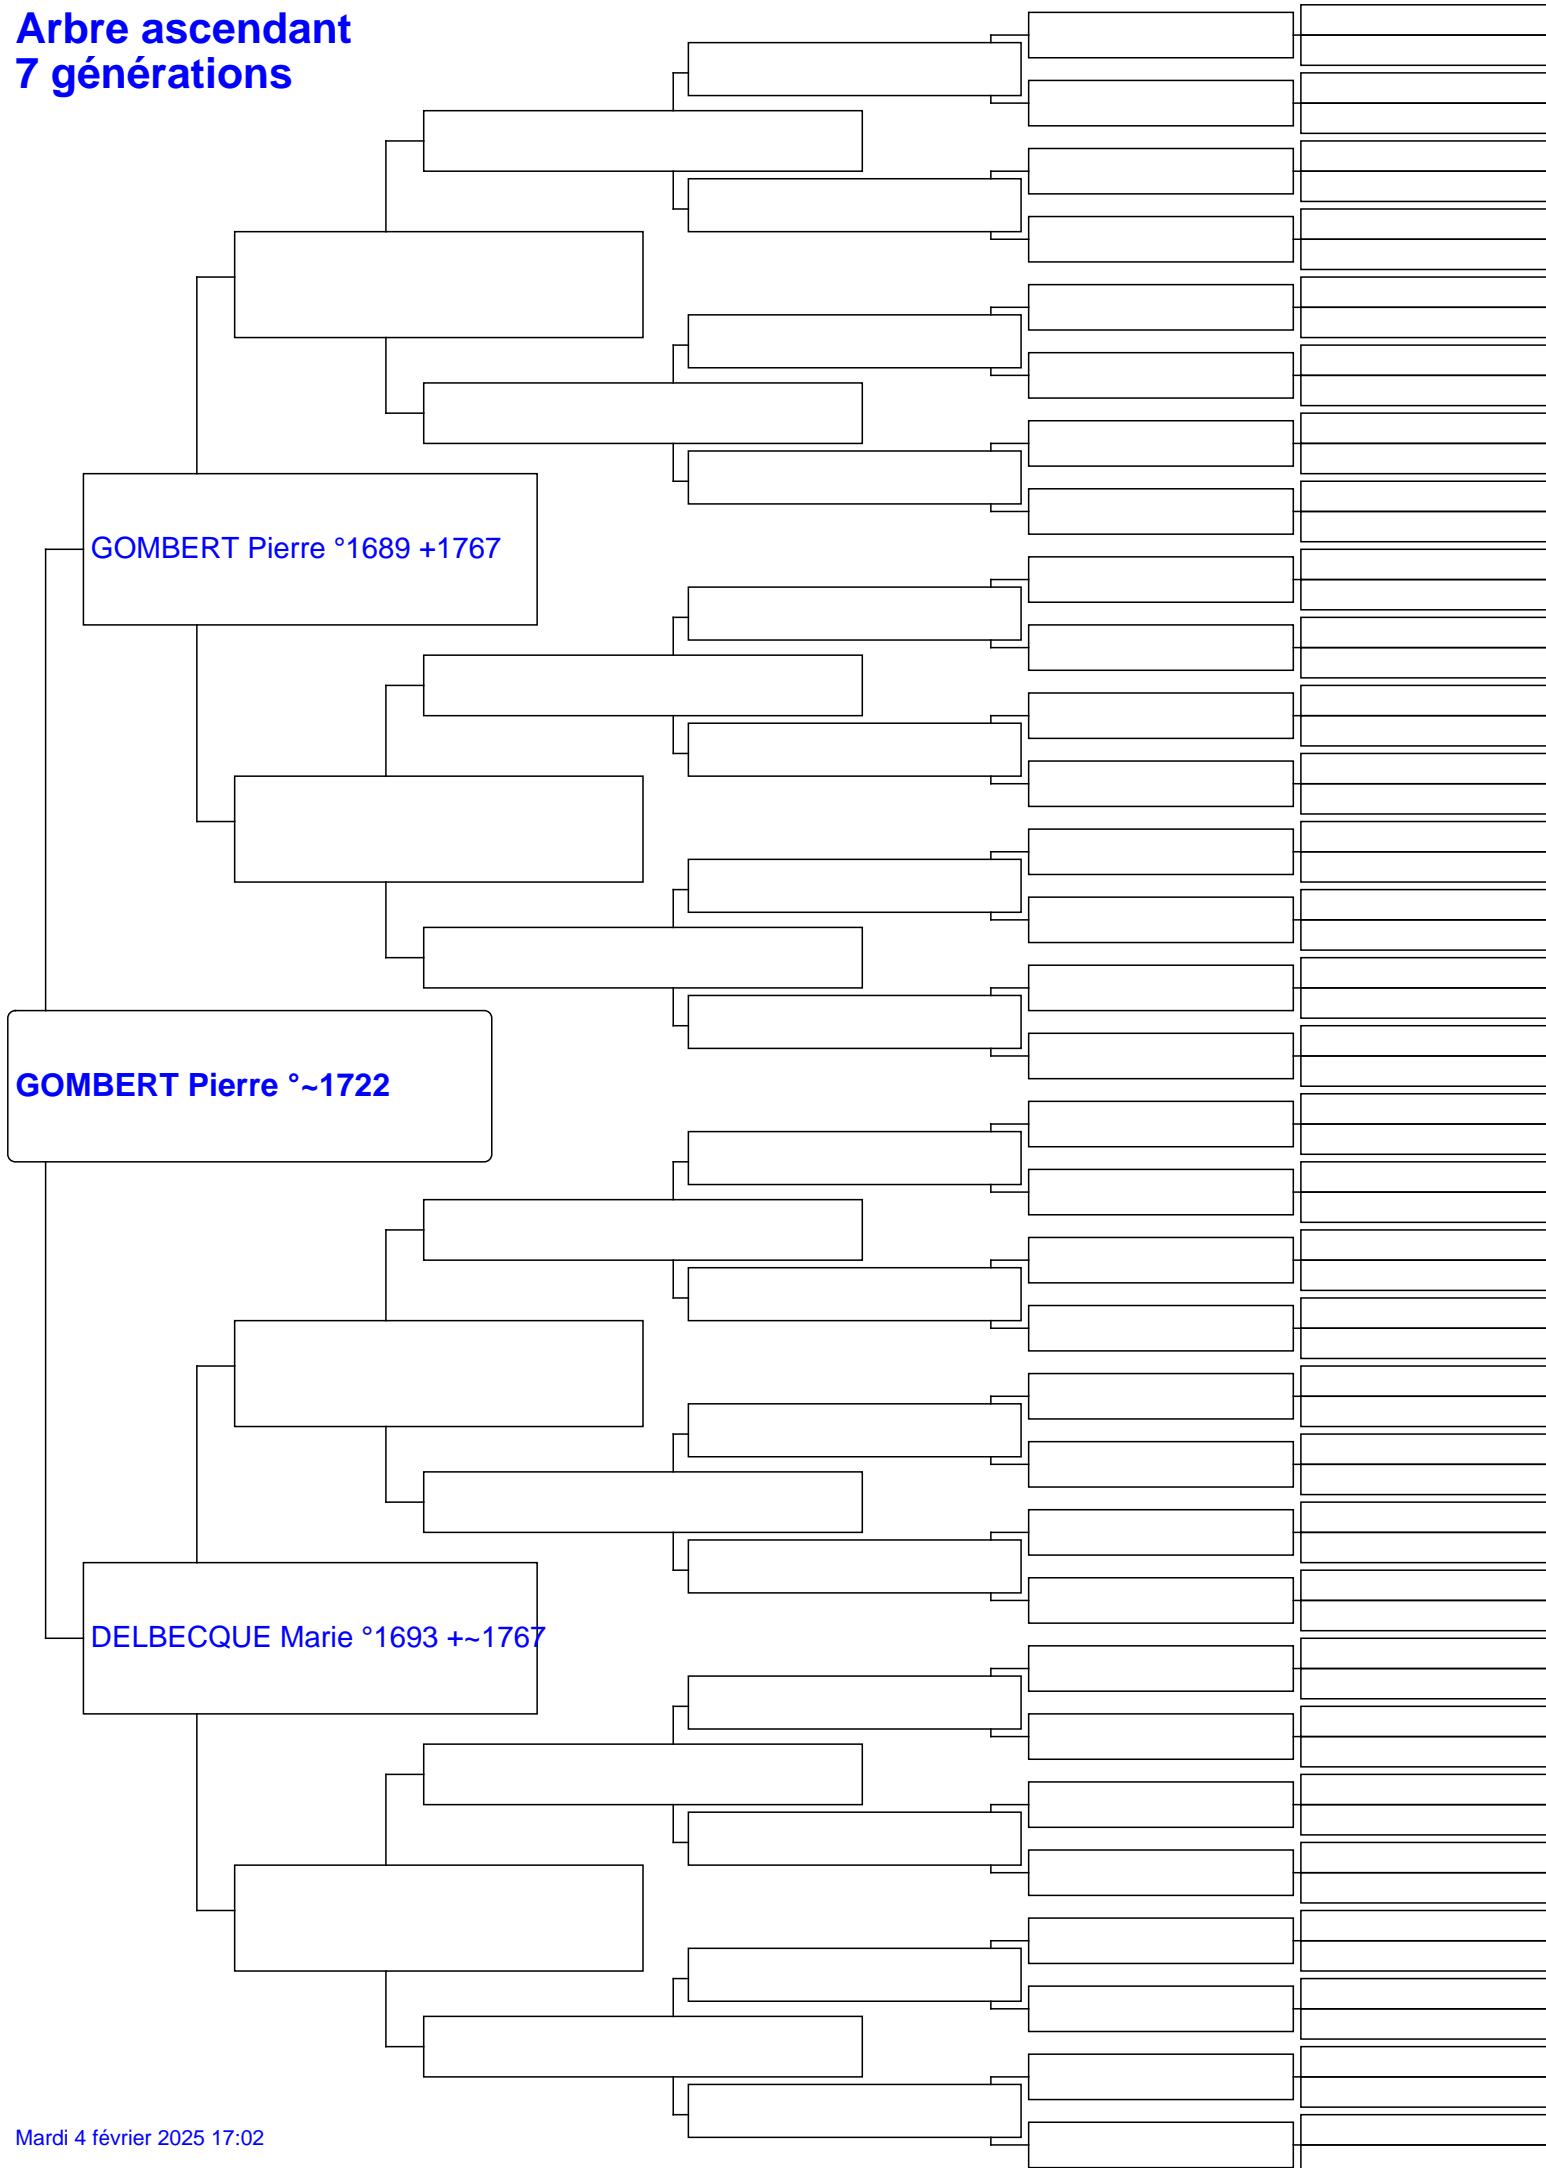 Arbre ascendant
7 générations
GOMBERT Pierre °1689 +1767
GOMBERT Pierre °~1722
DELBECQUE Marie °1693 +~1767
Mardi 4 février 2025 17:02